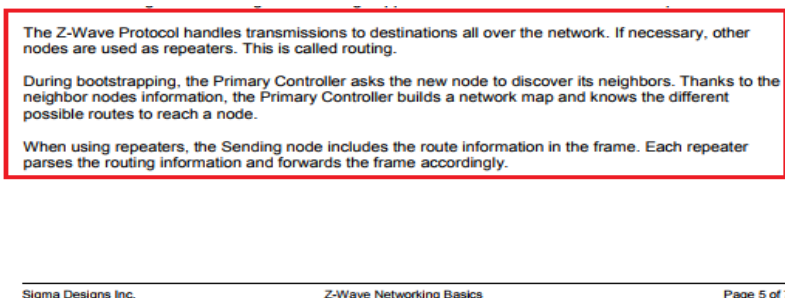 The Z-Wave Protocol handles transmissions to destinations all over the network. If necessary, other
nodes are used as repeaters. This is called routing.
During bootstrapping, the Primary Controller asks the new node to discover its neighbors. Thanks to the
neighbor nodes information, the Primary Controller builds a network map and knows the different
possible routes to reach a node.
When using repeaters, the Sending node includes the route information in the frame. Each repeater
parses the routing information and forwards the frame accordingly.
Sigma Designs Inc. Z-Wave Networking Basics Page 5 of